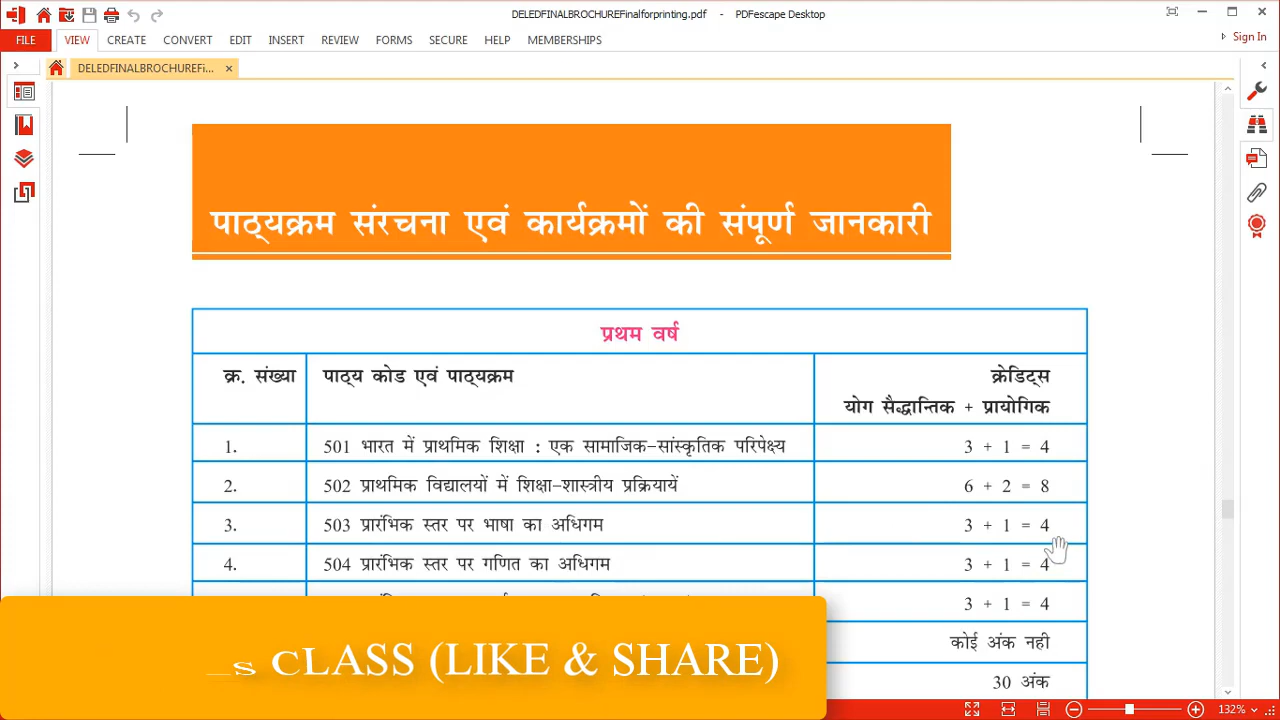 DELEDFINALBROCHUREFinalforprinting.pdf - PDFescape Desktop
FILE VIEW CREATE CONVERT EDIT INSERT REVIEW FORMS SECURE HELP MEMBERSHIPS Sign In
DELEDFINALBROCHUREFi...
पाठ्यक्रम संरचना एवं कार्यक्रमों की संपूर्ण जानकारी
प्रथम वर्ष
क्र. संख्या पाठ्य कोड एवं पाठ्यक्रम क्रेडिट्स
योग सैद्धान्तिक + प्रायोगिक
1. 501 भारत में प्राथमिक शिक्षा : एक सामाजिक-सांस्कृतिक परिपेक्ष्य 3 + 1 = 4
2. 502 प्राथमिक विद्यालयों में शिक्षा-शास्त्रीय प्रक्रियायें 6 + 2 = 8
3. 503 प्रारंभिक स्तर पर भाषा का अधिगम 3 + 1 = 4
4. 504 प्रारंभिक स्तर पर गणित का अधिगम 3 + 1 = 4
3 + 1 = 4
कोई अंक नही
CLASS (LIKE & SHARE)
30 अंक
132%